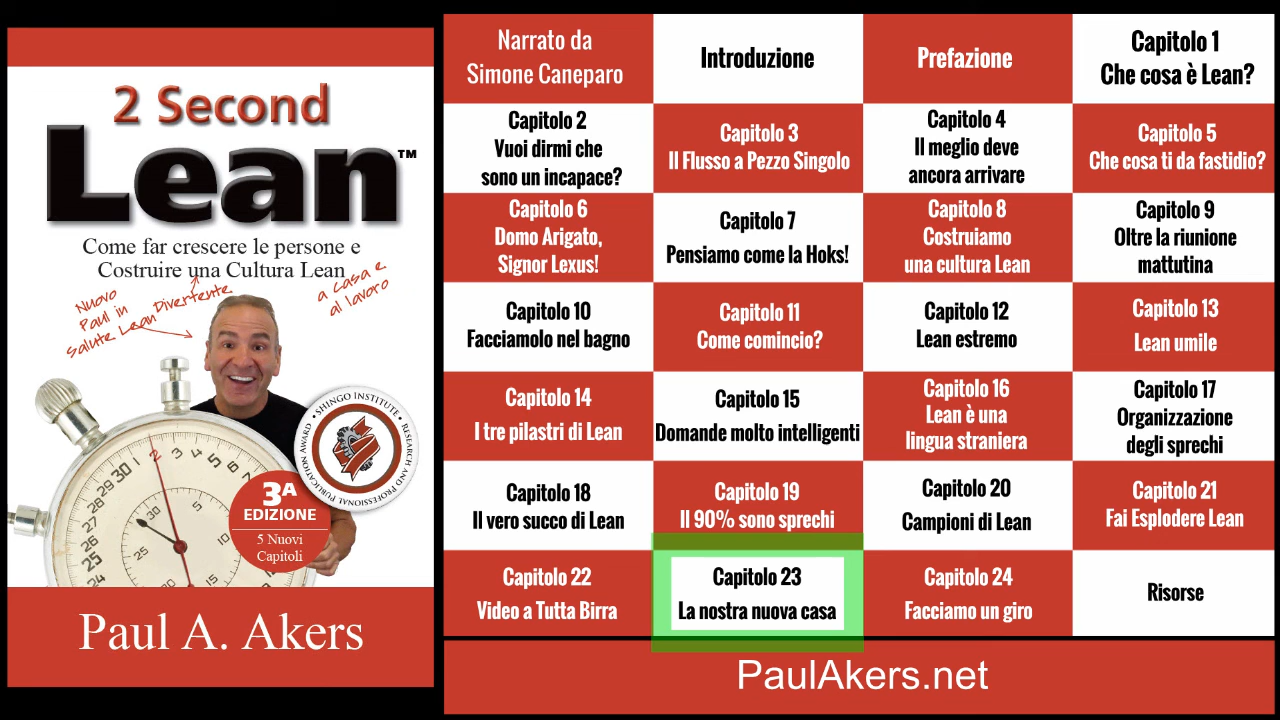 2 Second
Lean™
Come far crescere le persone e
Costruire una Cultura Lean
Divertente
a casa e
al lavoro
Nuovo
Paul in
salute Lean
SHINGO INSTITUTE • RESEARCH AND PROFESSIONAL PUBLICATION AWARD •
3A
EDIZIONE
5 Nuovi
Capitoli
Paul A. Akers
Narrato da
Simone Caneparo
Introduzione
Prefazione
Capitolo 1
Che cosa è Lean?
Capitolo 2
Vuoi dirmi che
sono un incapace?
Capitolo 3
Il Flusso a Pezzo Singolo
Capitolo 4
Il meglio deve
ancora arrivare
Capitolo 5
Che cosa ti da fastidio?
Capitolo 6
Domo Arigato,
Signor Lexus!
Capitolo 7
Pensiamo come la Hoks!
Capitolo 8
Costruiamo
una cultura Lean
Capitolo 9
Oltre la riunione
mattutina
Capitolo 10
Facciamolo nel bagno
Capitolo 11
Come comincio?
Capitolo 12
Lean estremo
Capitolo 13
Lean umile
Capitolo 14
I tre pilastri di Lean
Capitolo 15
Domande molto intelligenti
Capitolo 16
Lean è una
lingua straniera
Capitolo 17
Organizzazione
degli sprechi
Capitolo 18
Il vero succo di Lean
Capitolo 19
Il 90% sono sprechi
Capitolo 20
Campioni di Lean
Capitolo 21
Fai Esplodere Lean
Capitolo 22
Video a Tutta Birra
Capitolo 23
La nostra nuova casa
Capitolo 24
Facciamo un giro
Risorse
PaulAkers.net